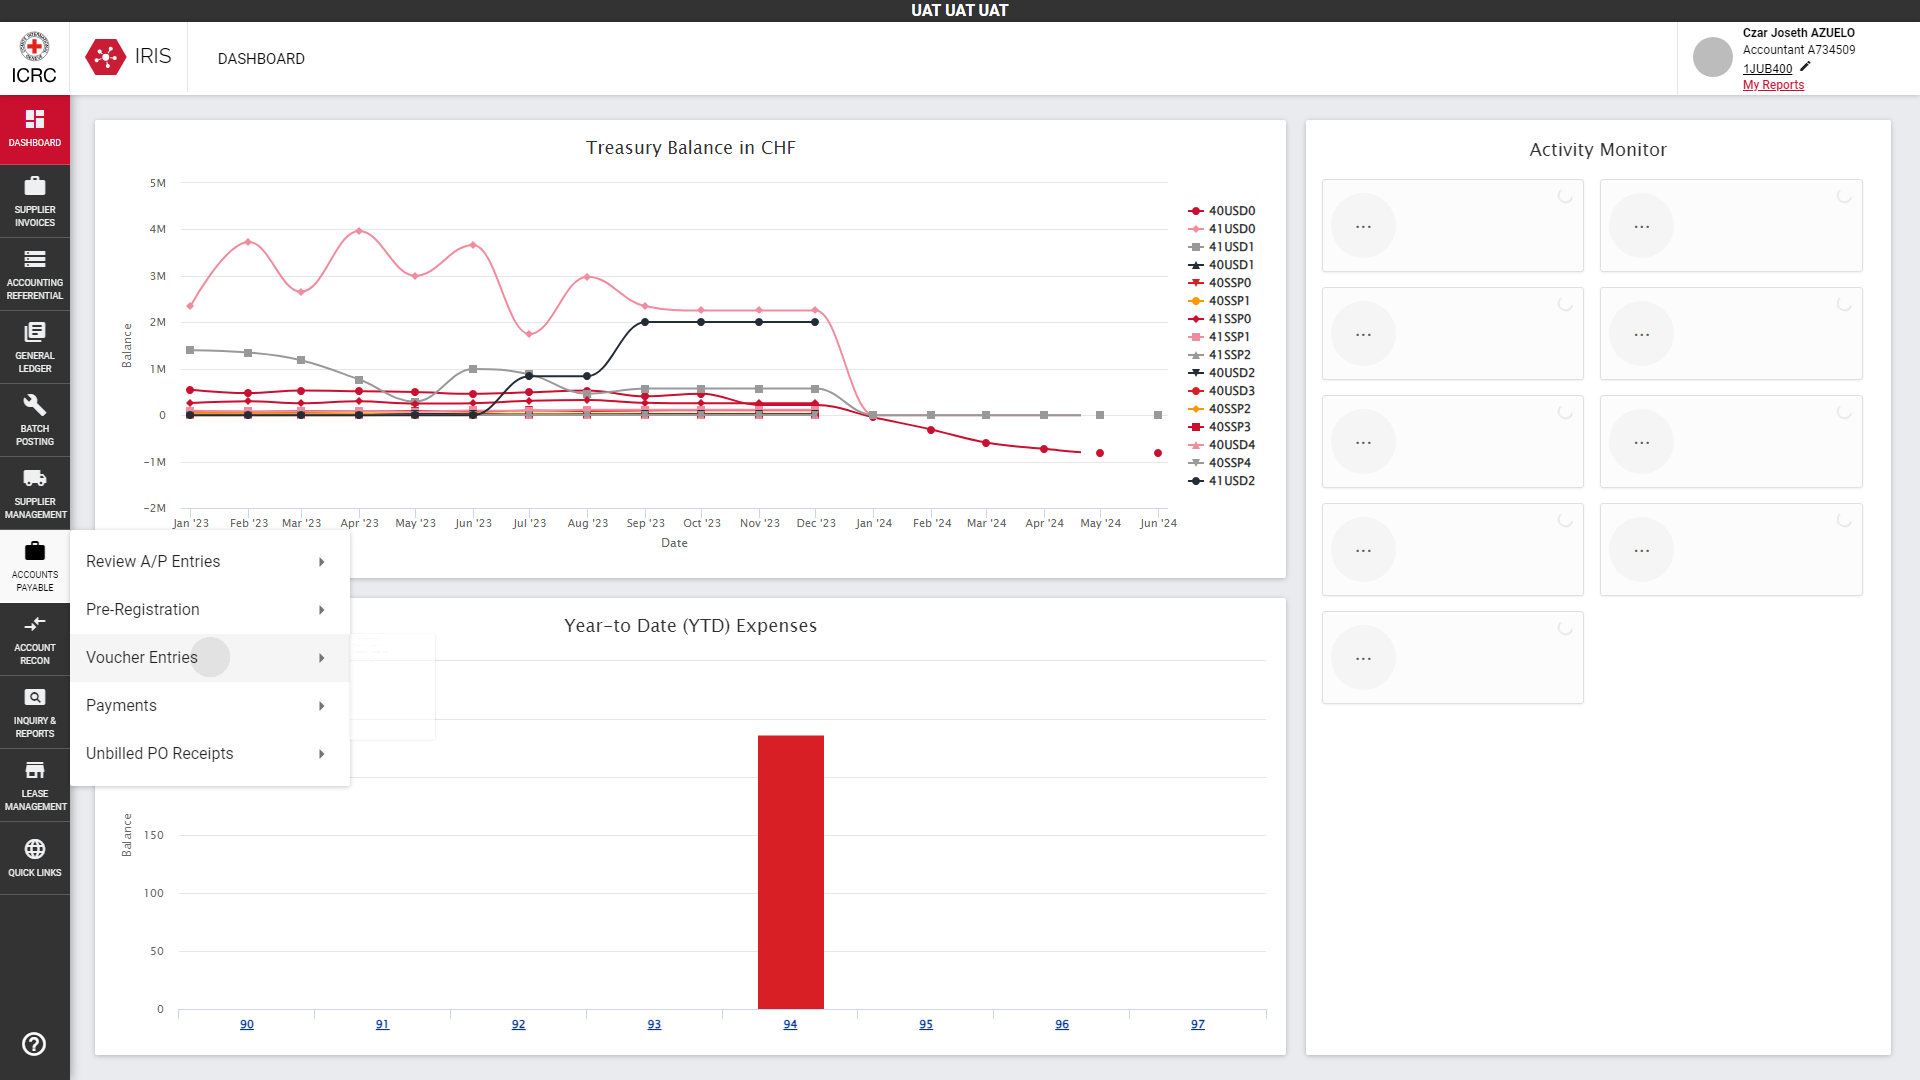 UAT UAT UAT
ICRC
IRIS
DASHBOARD
Czar Joseth AZUELO
Accountant A734509
1JUB400
My Reports
DASHBOARD
SUPPLIER
INVOICES
ACCOUNTING
REFERENTIAL
GENERAL
LEDGER
BATCH
POSTING
SUPPLIER
MANAGEMENT
ACCOUNTS
PAYABLE
ACCOUNT
RECON
INQUIRY &
REPORTS
LEASE
MANAGEMENT
QUICK LINKS
Review A/P Entries
Pre-Registration
Voucher Entries
Payments
Unbilled PO Receipts
Treasury Balance in CHF
5M
4M
3M
2M
1M
0
-1M
-2M
Balance
Jan '23 Feb '23 Mar '23 Apr '23 May '23 Jun '23 Jul '23 Aug '23 Sep '23 Oct '23 Nov '23 Dec '23 Jan '24 Feb '24 Mar '24 Apr '24 May '24 Jun '24
Date
40USD0
41USD0
41USD1
40USD1
40SSP0
40SSP1
41SSP0
41SSP1
41SSP2
40USD2
40USD3
40SSP2
40SSP3
40USD4
40SSP4
41USD2
Year-to Date (YTD) Expenses
Balance
150
100
50
0
90 91 92 93 94 95 96 97
Activity Monitor
... ...
... ...
... ...
... ...
...